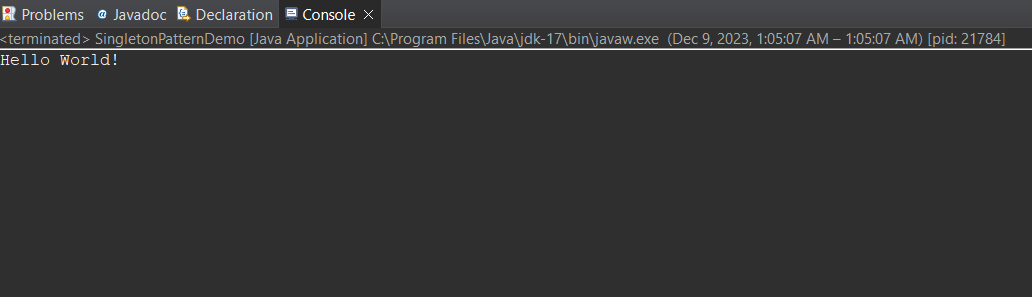 Problems @ Javadoc Declaration Console
<terminated> SingletonPatternDemo [Java Application] C:\Program Files\Java\jdk-17\bin\javaw.exe (Dec 9, 2023, 1:05:07 AM – 1:05:07 AM) [pid: 21784]
Hello World!